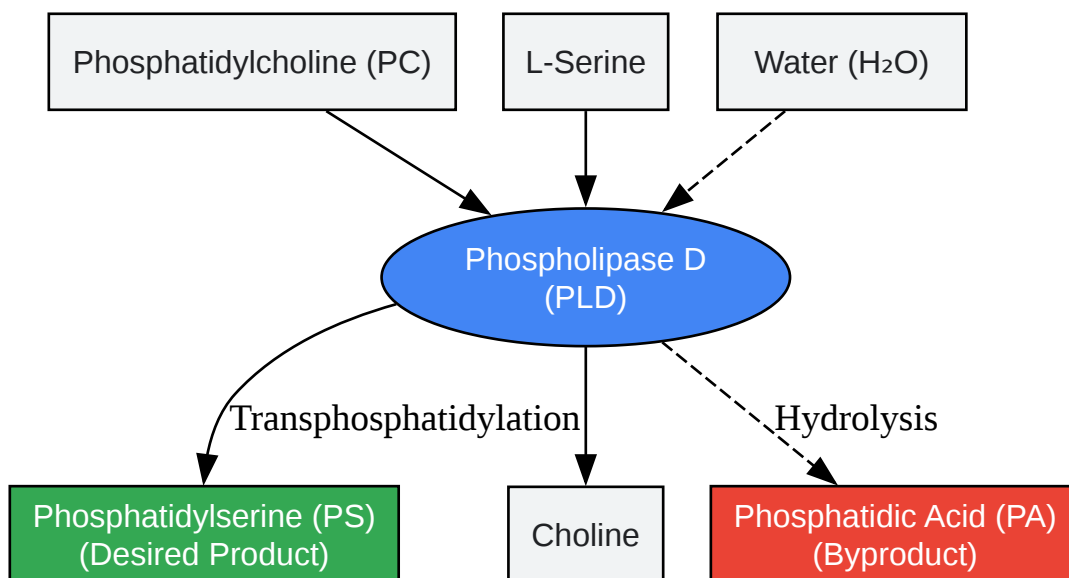 Phosphatidylcholine (PC)
L-Serine
Water (H₂O)
Phospholipase D
(PLD)
Transphosphatidylation
Hydrolysis
Phosphatidylserine (PS)
(Desired Product)
Choline
Phosphatidic Acid (PA)
(Byproduct)